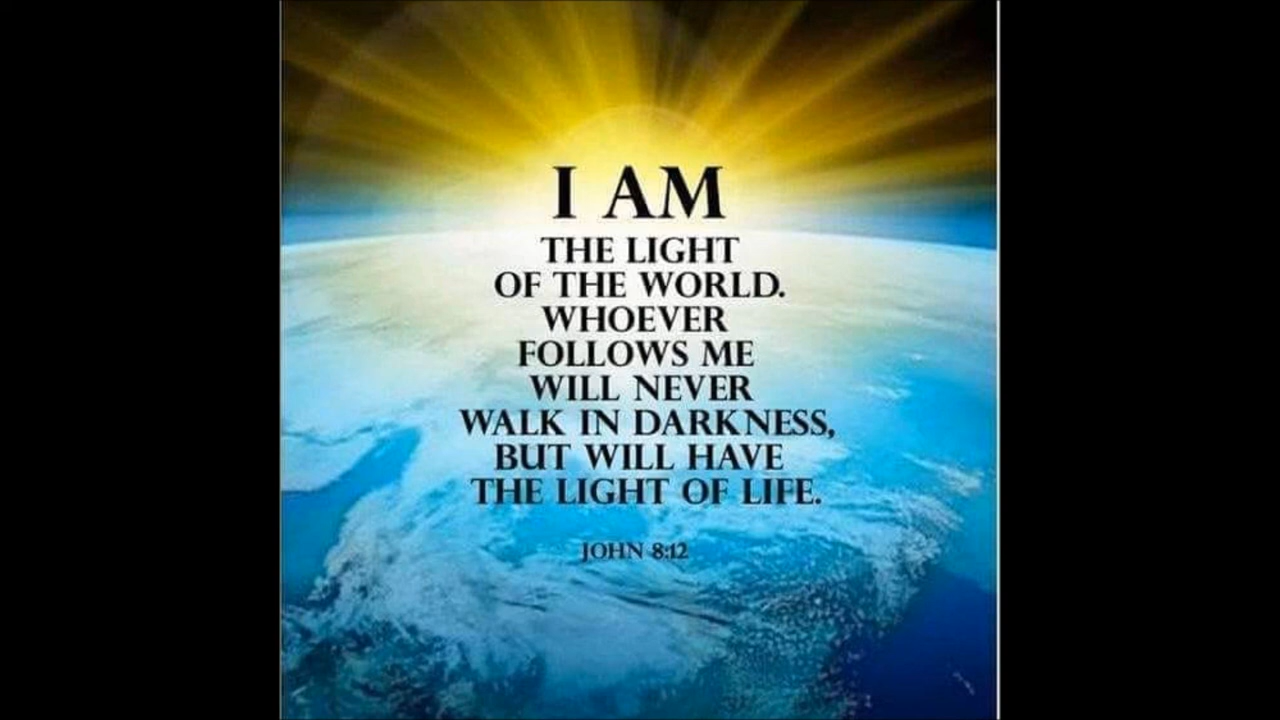 I AM
THE LIGHT
OF THE WORLD.
WHOEVER
FOLLOWS ME
WILL NEVER
WALK IN DARKNESS,
BUT WILL HAVE
THE LIGHT OF LIFE.
JOHN 8:12